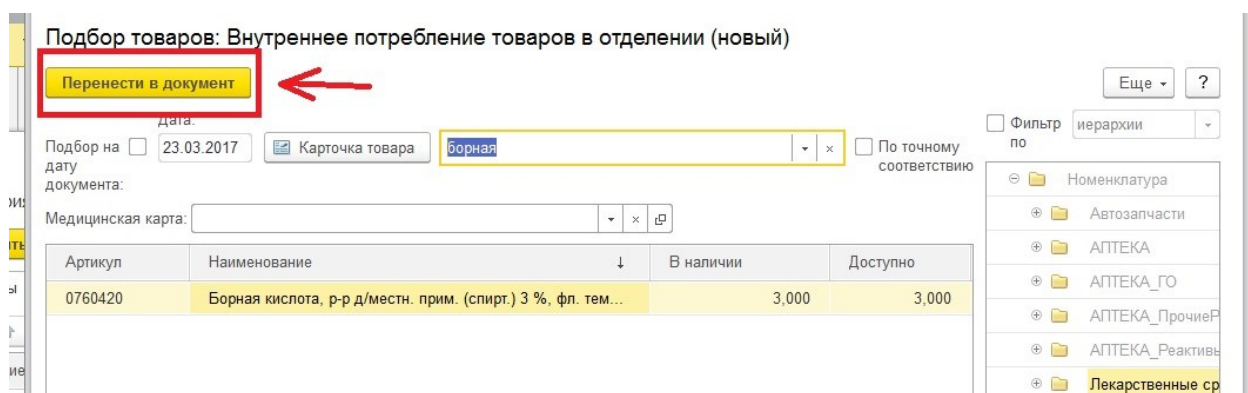 Подбор товаров: Внутреннее потребление товаров в отделении (новый)
Перенести в документ
Еще
?
Дата:
Подбор на
дату
документа:
23.03.2017
Карточка товара
борная
По точному
соответствию
Фильтр
по
иерархии
Медицинская карта:
Артикул
Наименование
В наличии
Доступно
0760420
Борная кислота, р-р д/местн. прим. (спирт.) 3 %, фл. тем...
3,000
3,000
Номенклатура
Автозапчасти
АПТЕКА
АПТЕКА_ГО
АПТЕКА_ПрочиеР
АПТЕКА_Реактивы
Лекарственные ср